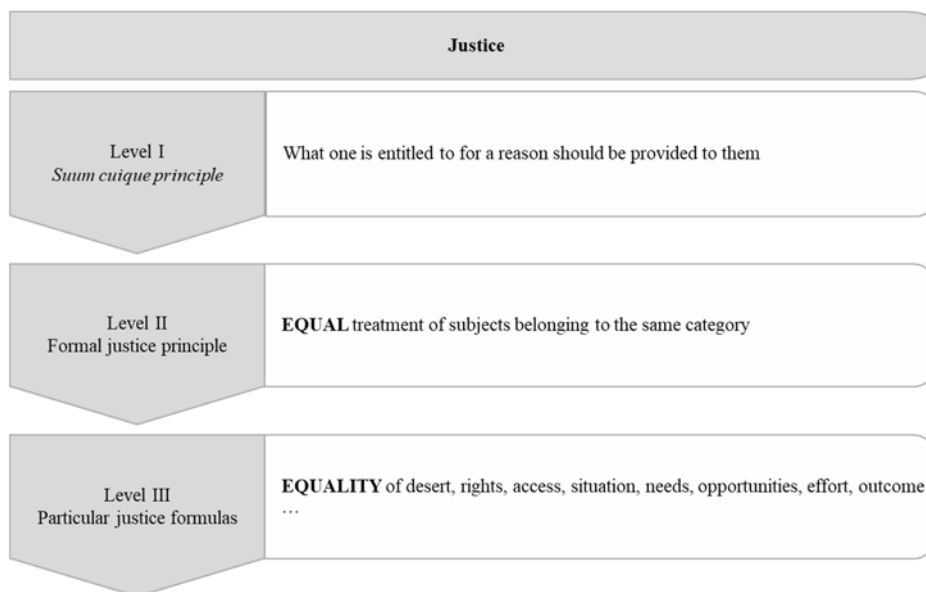 Justice
Level I
Suum cuique principle
What one is entitled to for a reason should be provided to them
Level II
Formal justice principle
EQUAL treatment of subjects belonging to the same category
Level III
Particular justice formulas
EQUALITY of desert, rights, access, situation, needs, opportunities, effort, outcome
…